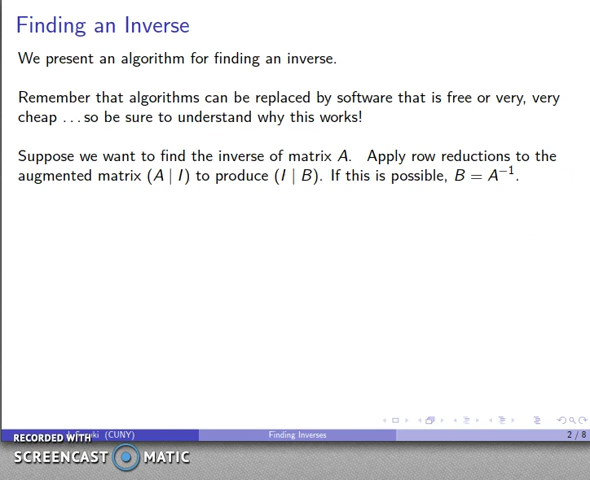 Finding an Inverse
We present an algorithm for finding an inverse.
Remember that algorithms can be replaced by software that is free or very, very
cheap ... so be sure to understand why this works!
Suppose we want to find the inverse of matrix A. Apply row reductions to the
augmented matrix (A | I) to produce (I | B). If this is possible, B = A⁻¹.
(CUNY) Finding Inverses 2 / 8
RECORDED WITH
SCREENCAST MATIC